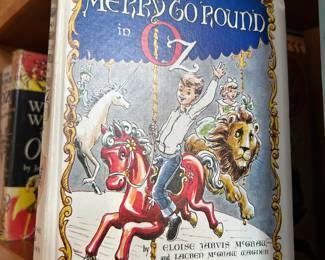 MERRY GO ROUND
in
OZ
by ELOISE JARVIS McGRAW
and LAUREN McGRAW WAGNER